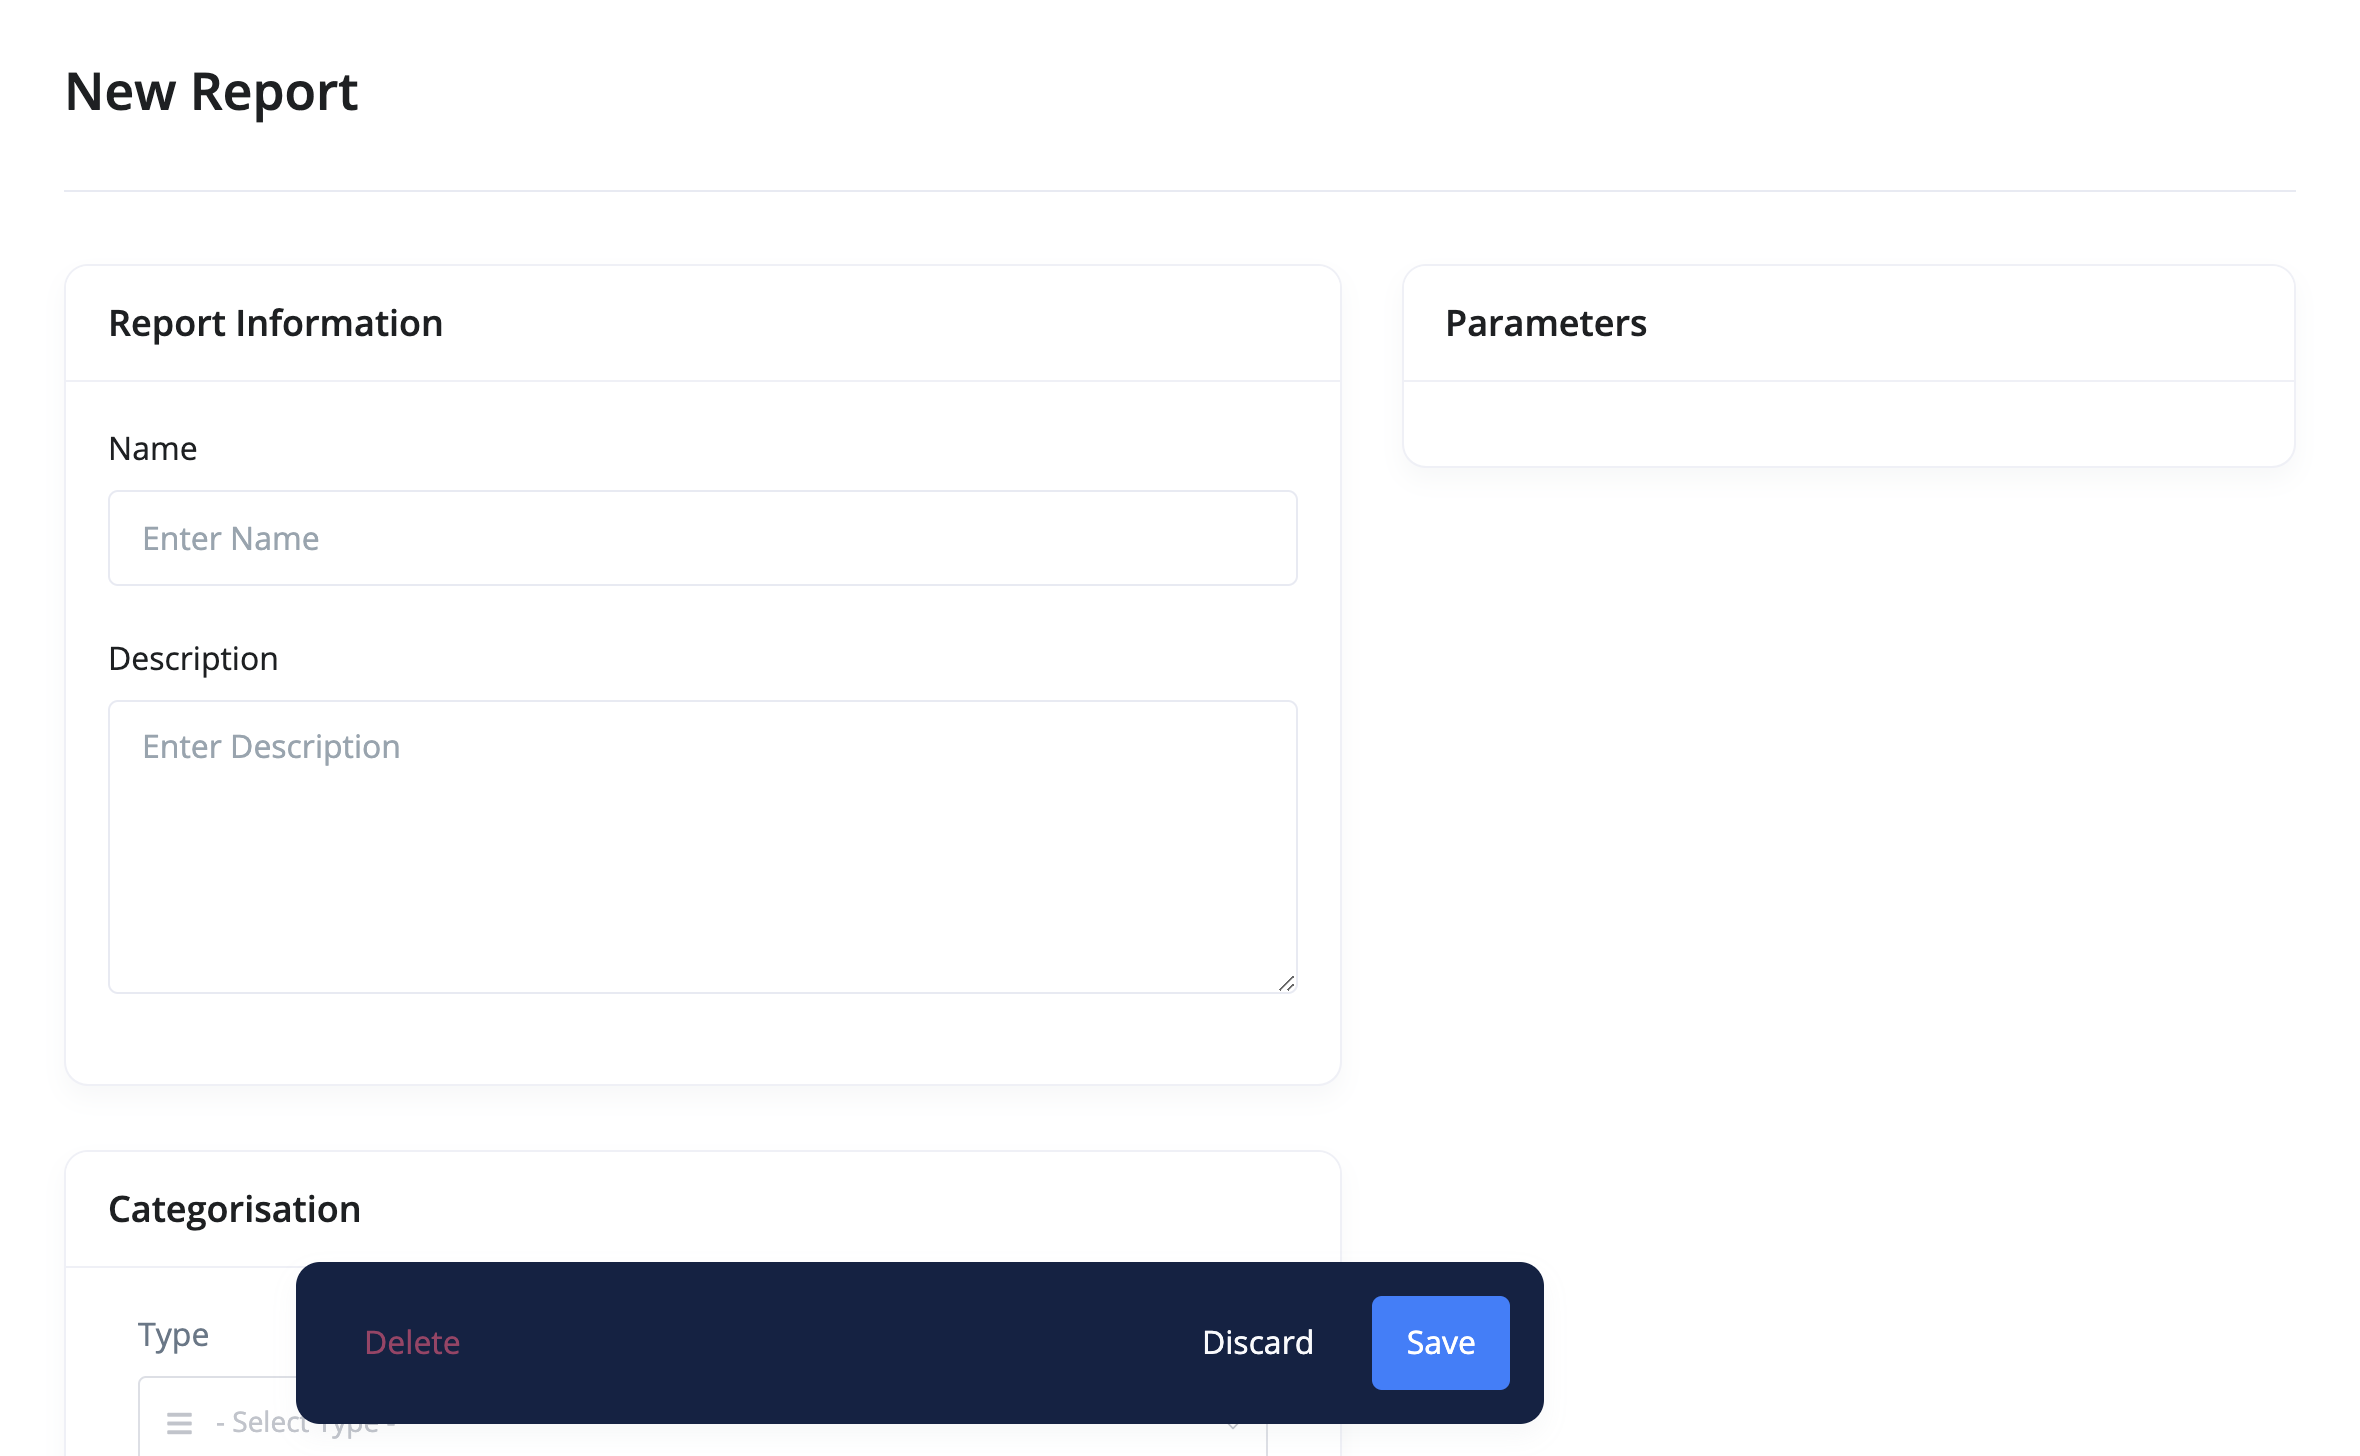 New Report
Report Information
Parameters
Name
Enter Name
Description
Enter Description
Categorisation
Type
Delete
Discard
Save
- Select Type -